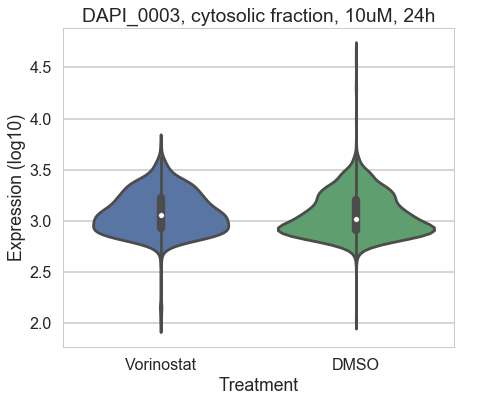 DAPI_0003, cytosolic fraction, 10uM, 24h
Expression (log10)
4.5
4.0
3.5
3.0
2.5
2.0
Vorinostat DMSO
Treatment